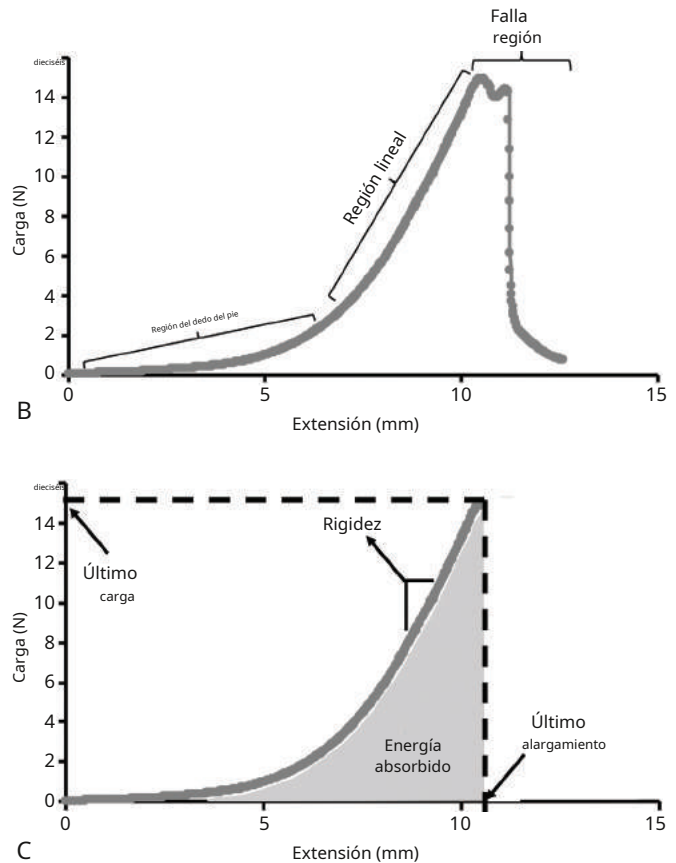 Falla
región
dieciséis
14
12
10
8
6
4
2
0
Carga (N)
Región lineal
Región del dedo del pie
0 5 10 15
Extensión (mm)
B
dieciséis
14
12
10
8
6
4
2
0
Carga (N)
Rigidez
Último
carga
Energía
absorbido
Último
alargamiento
0 5 10 15
Extensión (mm)
C